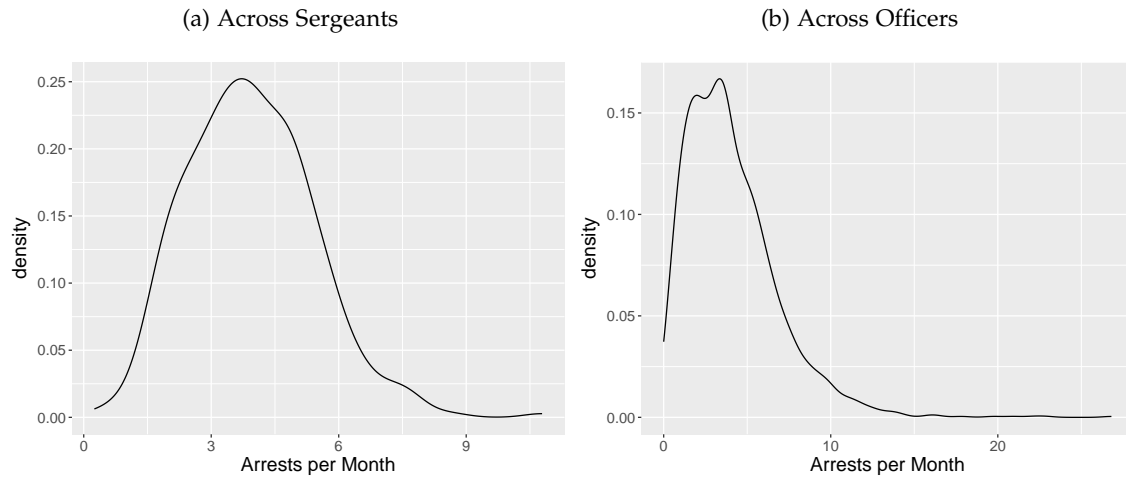 (a) Across Sergeants
0.25
0.20
0.15
0.10
0.05
0.00
density
0 3 6 9
Arrests per Month
(b) Across Officers
0.15
0.10
0.05
0.00
density
0 10 20
Arrests per Month